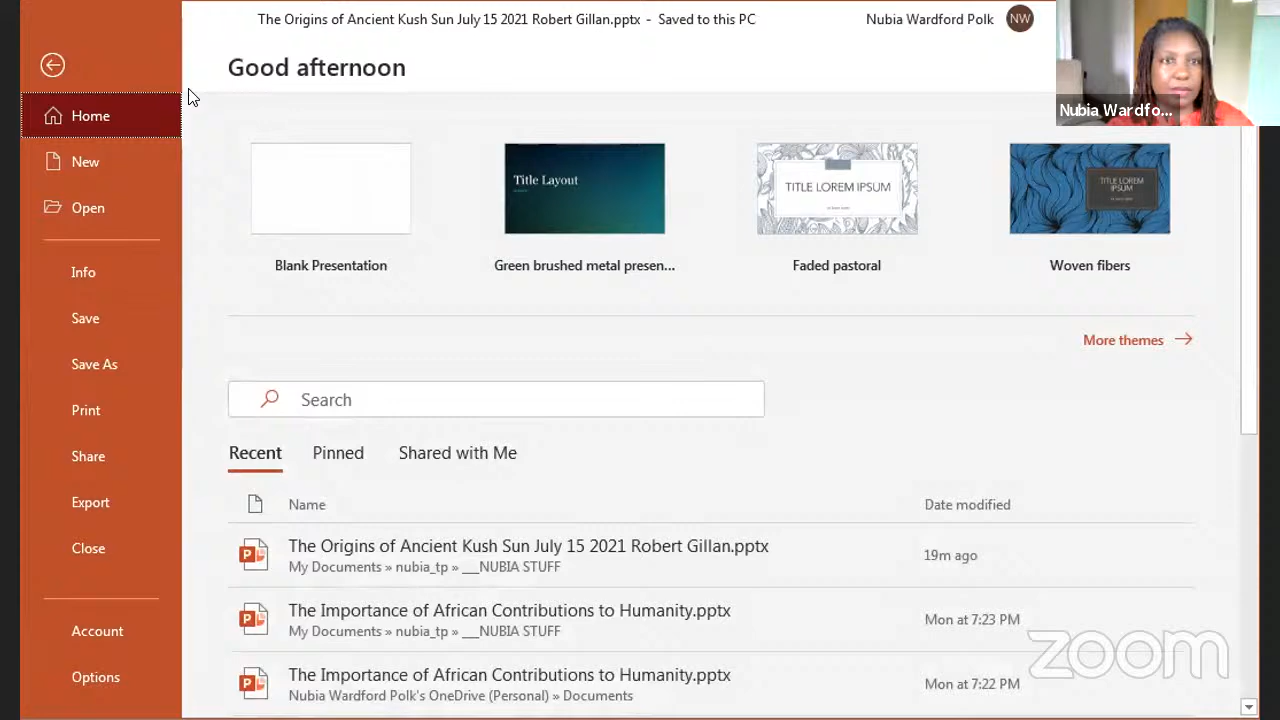 The Origins of Ancient Kush Sun July 15 2021 Robert Gillan.pptx - Saved to this PC
Nubia Wardford Polk
NW
Good afternoon
Nubia Wardfo...
Home
New
Open
Info
Save
Save As
Print
Share
Export
Close
Account
Options
Title Layout
TITLE LOREM IPSUM
TITLE LOREM
IPSUM
Blank Presentation
Green brushed metal presen...
Faded pastoral
Woven fibers
More themes
Search
Recent
Pinned
Shared with Me
Name
Date modified
The Origins of Ancient Kush Sun July 15 2021 Robert Gillan.pptx
My Documents » nubia_tp » ___NUBIA STUFF
19m ago
The Importance of African Contributions to Humanity.pptx
My Documents » nubia_tp » ___NUBIA STUFF
Mon at 7:23 PM
The Importance of African Contributions to Humanity.pptx
Nubia Wardford Polk's OneDrive (Personal) » Documents
Mon at 7:22 PM
zoom